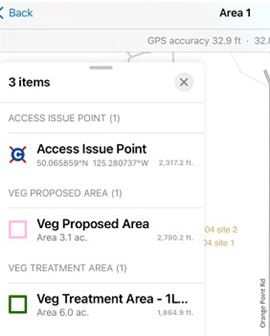 Back
Area 1
GPS accuracy 32.9 ft · 32.8
3 items
ACCESS ISSUE POINT (1)
Access Issue Point
50.065859°N 125.280737°W
2,317.2 ft.
VEG PROPOSED AREA (1)
Veg Proposed Area
Area 3.1 ac.
2,790.2 ft.
04 site 2
04 site 1
VEG TREATMENT AREA (1)
Veg Treatment Area - 1L...
Area 6.0 ac.
1,864.9 ft.
Orange Point Rd